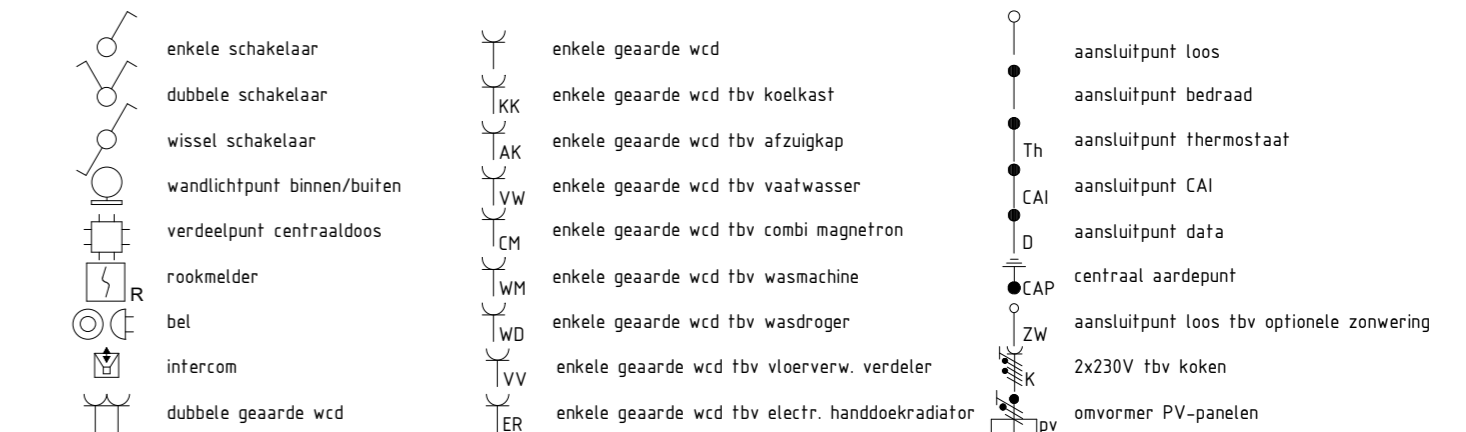 enkele schakelaar
dubbele schakelaar
wissel schakelaar
wandlichtpunt binnen/buiten
verdeelpunt centraaldoos
R rookmelder
bel
intercom
dubbele geaarde wcd
enkele geaarde wcd
KK enkele geaarde wcd tbv koelkast
AK enkele geaarde wcd tbv afzuigkap
VW enkele geaarde wcd tbv vaatwasser
CM enkele geaarde wcd tbv combi magnetron
WM enkele geaarde wcd tbv wasmachine
WD enkele geaarde wcd tbv wasdroger
VV enkele geaarde wcd tbv vloerverw. verdeler
ER enkele geaarde wcd tbv electr. handdoekradiator
aansluitpunt loos
aansluitpunt bedraad
Th aansluitpunt thermostaat
CAI aansluitpunt CAI
D aansluitpunt data
CAP centraal aardepunt
ZW aansluitpunt loos tbv optionele zonwering
K 2x230V tbv koken
PV omvormer PV-panelen